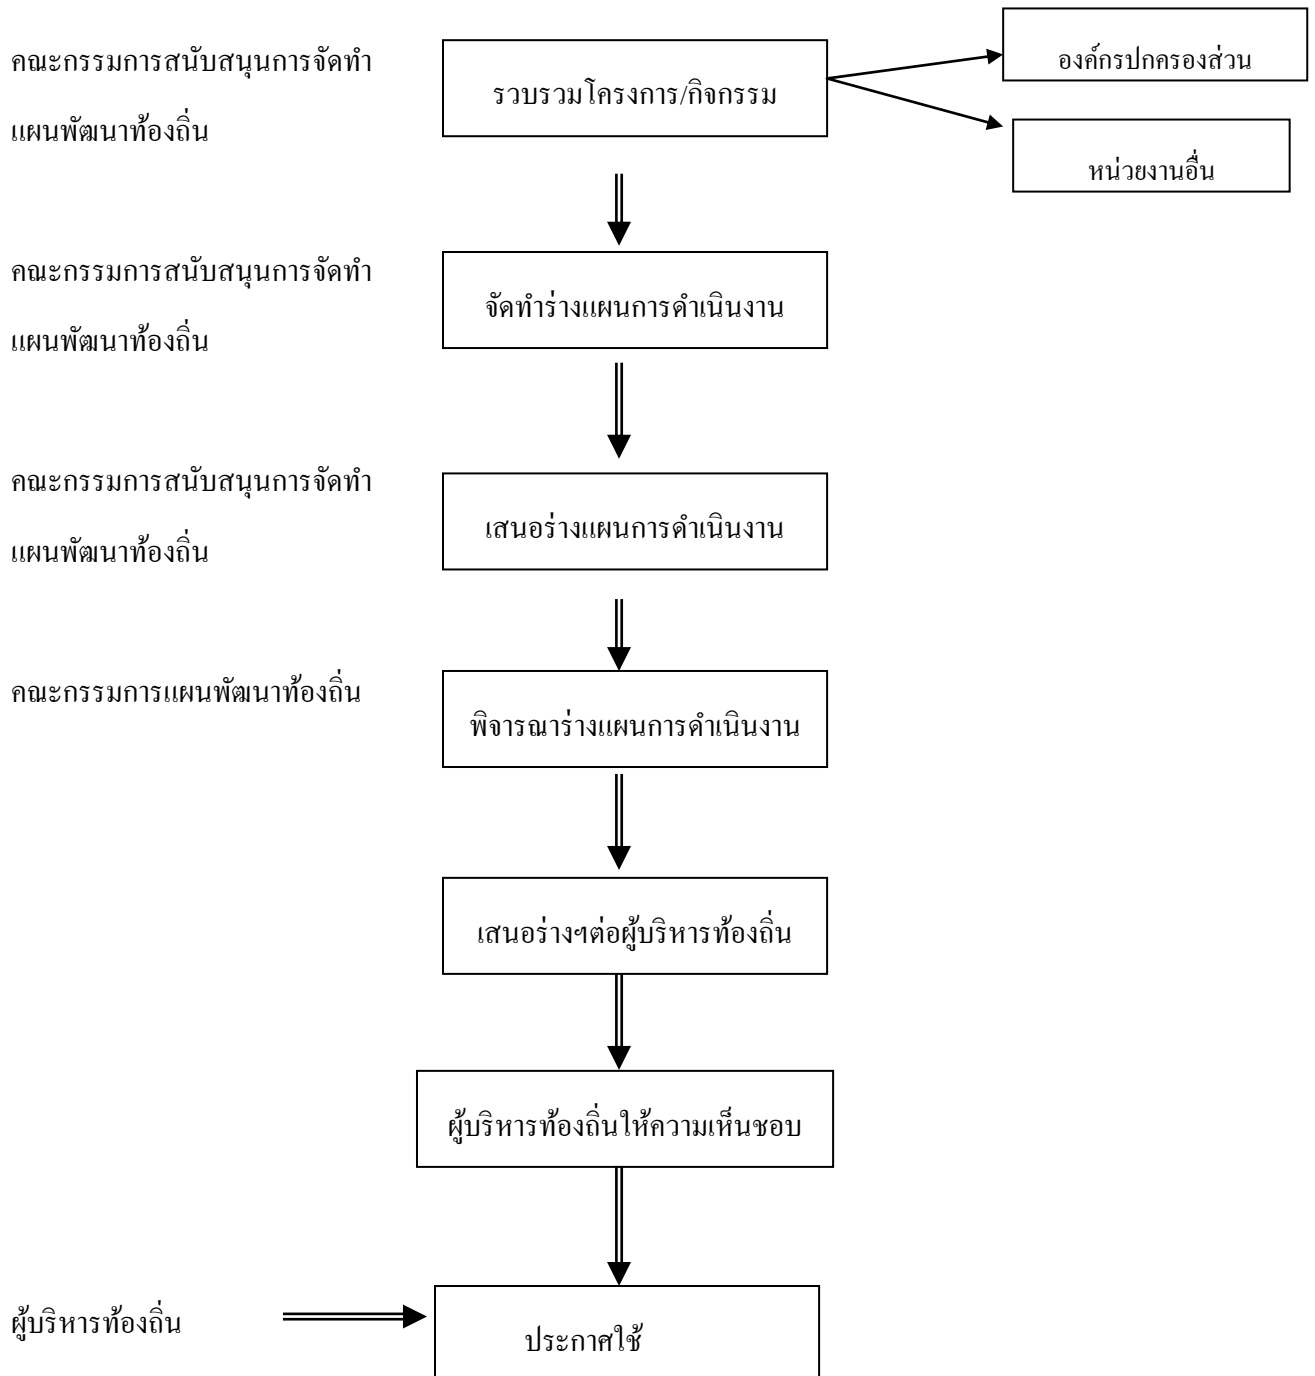 คณะกรรมการสนับสนุนการจัดทำ
แผนพัฒนาท้องถิ่น
รวบรวมโครงการ/กิจกรรม
องค์กรปกครองส่วน
หน่วยงานอื่น
คณะกรรมการสนับสนุนการจัดทำ
แผนพัฒนาท้องถิ่น
จัดทำร่างแผนการดำเนินงาน
คณะกรรมการสนับสนุนการจัดทำ
แผนพัฒนาท้องถิ่น
เสนอร่างแผนการดำเนินงาน
คณะกรรมการแผนพัฒนาท้องถิ่น
พิจารณาร่างแผนการดำเนินงาน
เสนอร่างฯต่อผู้บริหารท้องถิ่น
ผู้บริหารท้องถิ่นให้ความเห็นชอบ
ผู้บริหารท้องถิ่น
ประกาศใช้